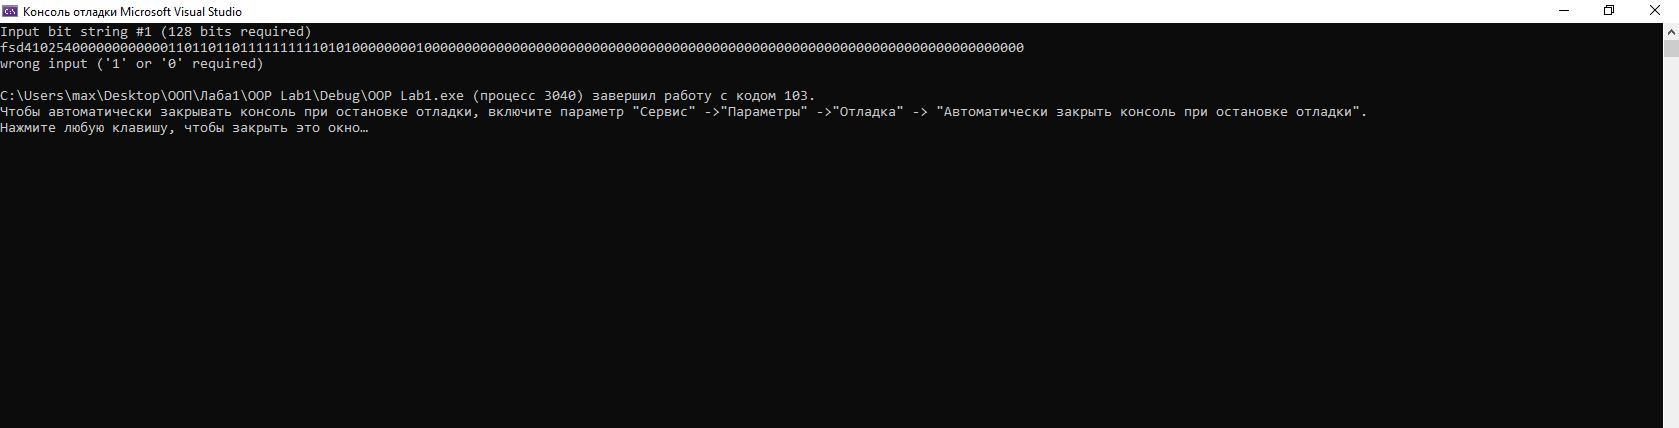 Консоль отладки Microsoft Visual Studio
Input bit string #1 (128 bits required)
fsd41025400000000000011011011011111111110101000000001000000000000000000000000000000000000000000000000000000000000000000000000000
wrong input ('1' or '0' required)
C:\Users\max\Desktop\ООП\Лаба1\OOP Lab1\Debug\OOP Lab1.exe (процесс 3040) завершил работу с кодом 103.
Чтобы автоматически закрывать консоль при остановке отладки, включите параметр "Сервис" ->"Параметры" ->"Отладка" -> "Автоматически закрыть консоль при остановке отладки".
Нажмите любую клавишу, чтобы закрыть это окно…